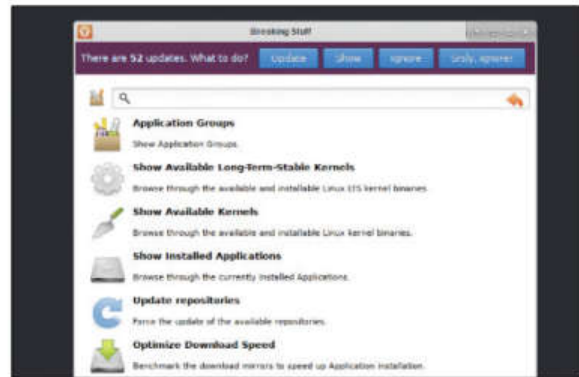 Breaking Stuff
There are 52 updates. What to do? Update Show Ignore
Application Groups
Show Application Groups.
Show Available Long-Term-Stable Kernels
Browse through the available and installable Linux LTS kernel binaries.
Show Available Kernels
Browse through the available and installable Linux kernel binaries.
Show Installed Applications
Browse through the currently installed Applications.
Update repositories
Force the update of the available repositories.
Optimize Download Speed
Benchmark the download mirrors to speed up Application installation.